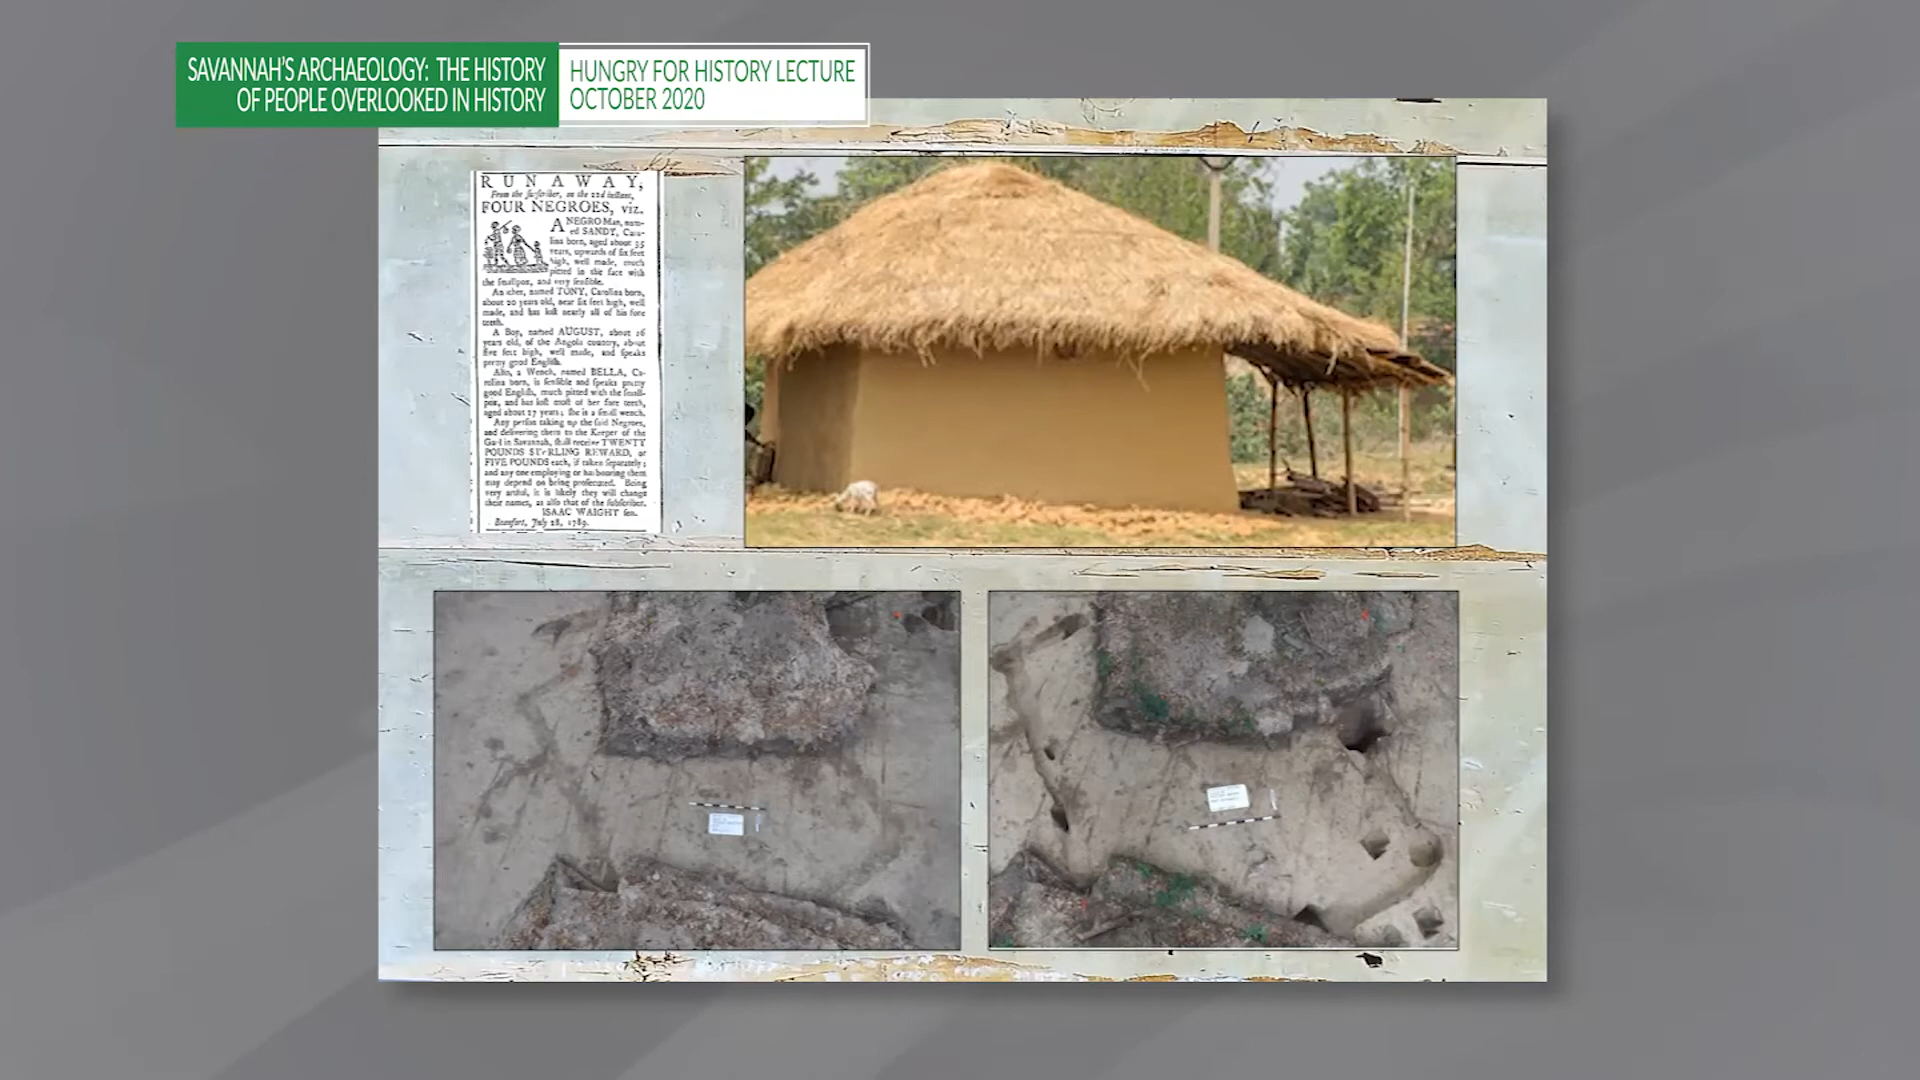 SAVANNAH'S ARCHAEOLOGY: THE HISTORY
OF PEOPLE OVERLOOKED IN HISTORY
HUNGRY FOR HISTORY LECTURE
OCTOBER 2020
RUNAWAY,
From the subscriber, on the 22d instant,
FOUR NEGROES, viz.
A NEGRO Man, nam-
ed SANDY, Caro-
lina born, aged about 35
years, upwards of six feet
high, well made, much
pitted in the face with
the smallpox, and very sensible.
Another, named TONY, Carolina born,
about 20 years old, near six feet high, well
made, and has lost nearly all of his fore
teeth.
A Boy, named AUGUST, about 16
years old, of the Angola country, about
five feet high, well made, and speaks
pretty good English.
Also, a Wench, named BELLA, Ca-
rolina born, is sensible and speaks pretty
good English, much pitted with the small-
pox, and has lost most of her fore teeth,
aged about 27 years; she is a small wench.
Any person taking up the said Negroes,
and delivering them to the Keeper of the
Gaol in Savannah, shall receive TWENTY
POUNDS STERLING REWARD, or
FIVE POUNDS each, if taken separately;
and any one employing or harbouring them
may depend on being prosecuted. Being
very artful, it is likely they will change
their names, as also that of the subscriber.
ISAAC WAIGHT sen.
Beaufort, July 28, 1789.